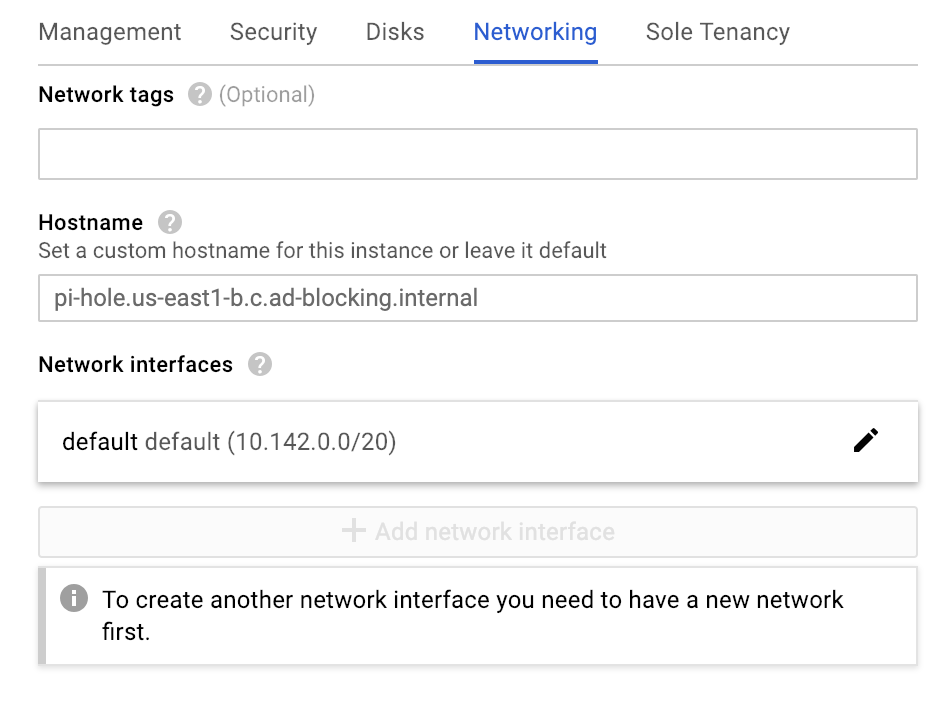 Management Security Disks Networking Sole Tenancy
Network tags ? (Optional)
Hostname ?
Set a custom hostname for this instance or leave it default
pi-hole.us-east1-b.c.ad-blocking.internal
Network interfaces ?
default default (10.142.0.0/20)
+ Add network interface
i To create another network interface you need to have a new network
first.